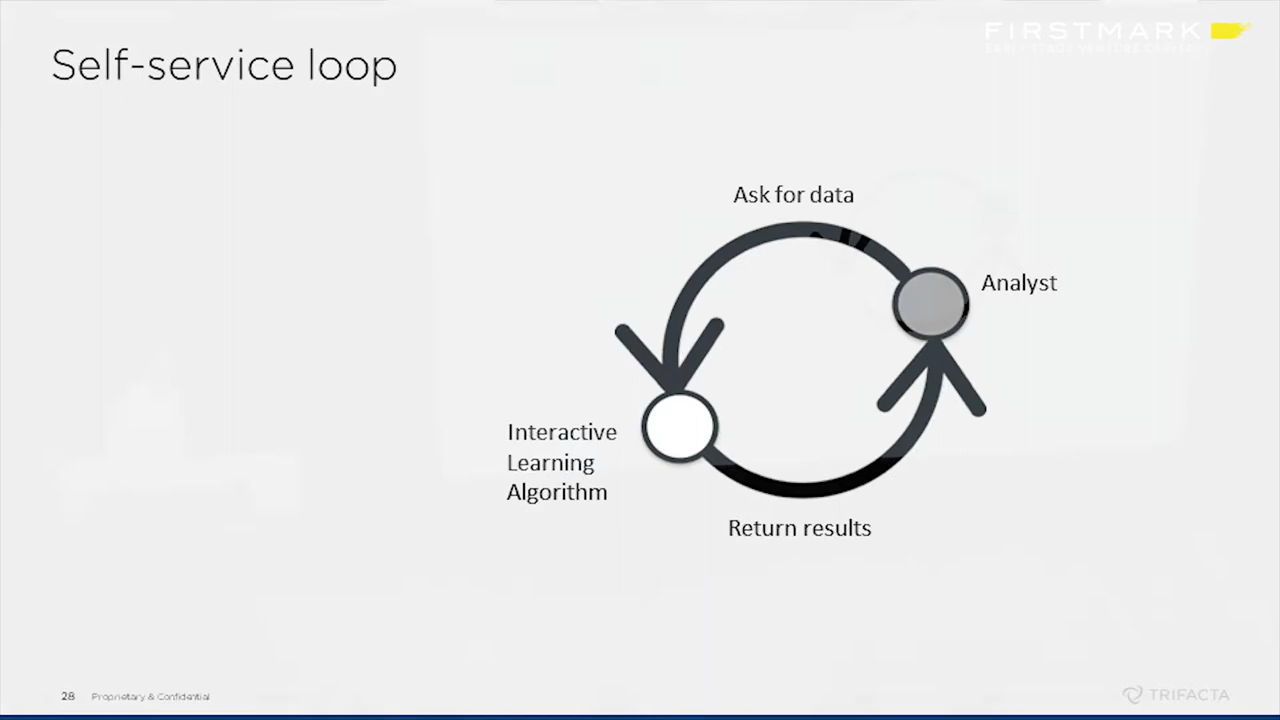 FIRSTMARK
Self-service loop
Ask for data
Analyst
Interactive
Learning
Algorithm
Return results
28 Proprietary & Confidential
TRIFACTA